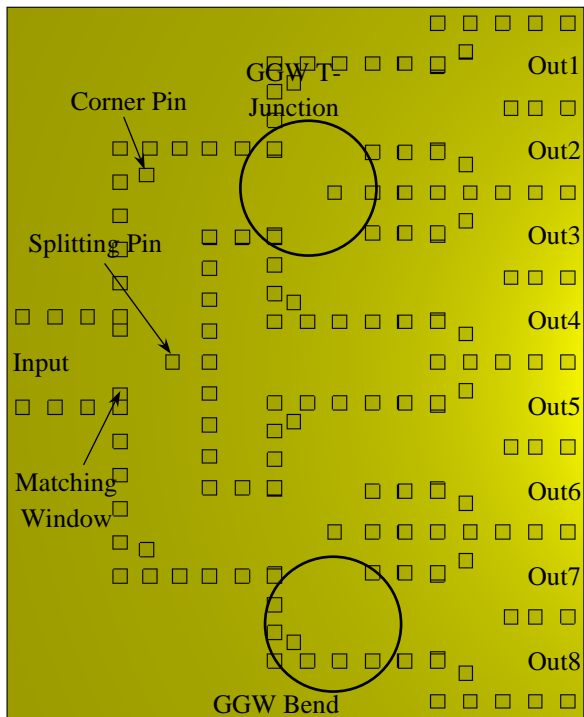 Out1
GGW T-
Junction
Corner Pin
Out2
Out3
Splitting Pin
Out4
Input
Out5
Matching
Window
Out6
Out7
Out8
GGW Bend